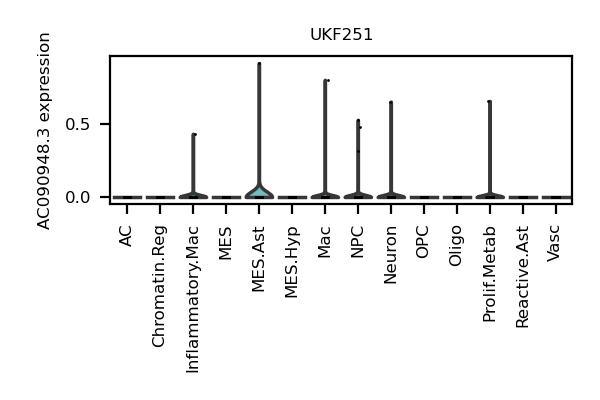 UKF251
AC090948.3 expression
0.5
0.0
AC
Chromatin.Reg
Inflammatory.Mac
MES
MES.Ast
MES.Hyp
Mac
NPC
Neuron
OPC
Oligo
Prolif.Metab
Reactive.Ast
Vasc